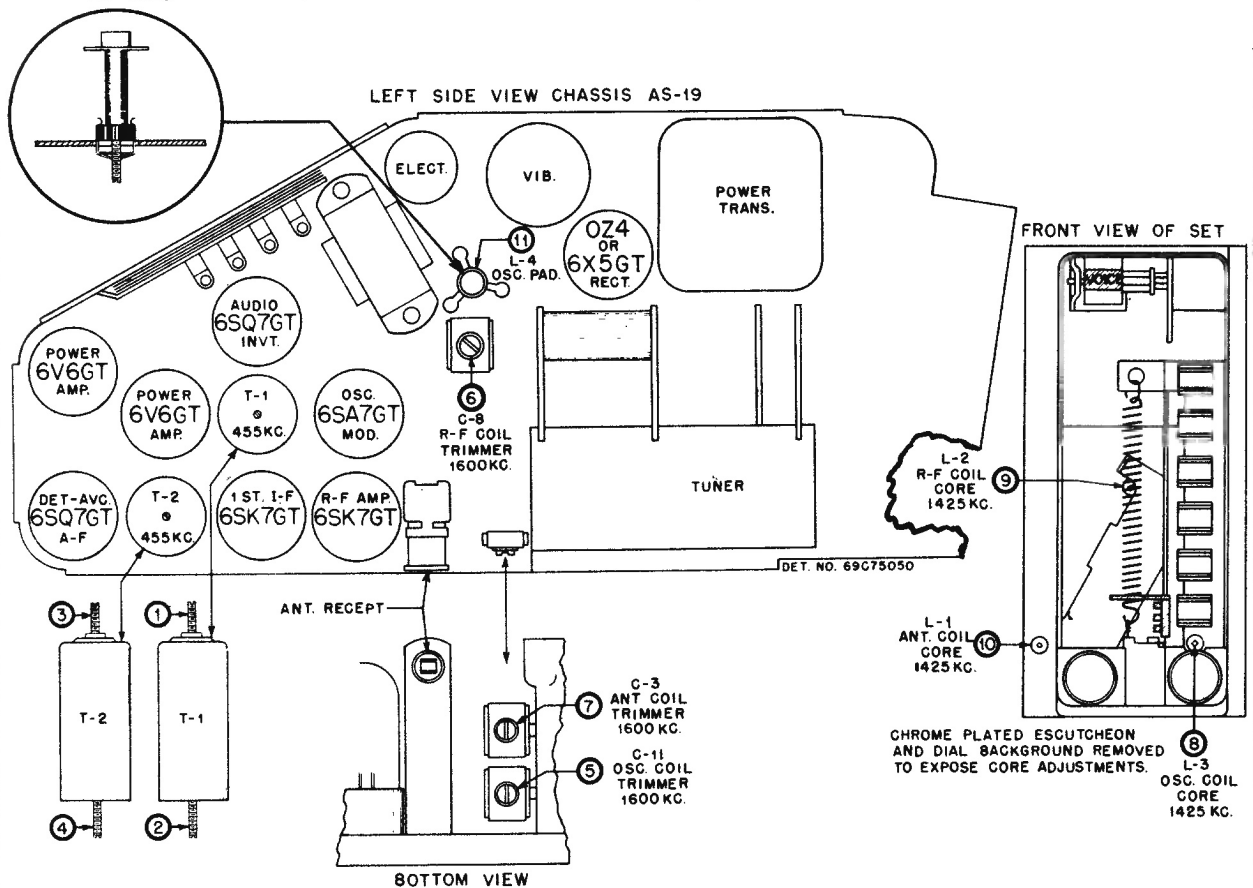 LEFT SIDE VIEW CHASSIS AS-19
ELECT.
VIB.
POWER
TRANS.
11
L-4
OSC. PAD.
OZ4
OR
6X5GT
RECT.
AUDIO
6SQ7GT
INVT.
POWER
6V6GT
AMP.
POWER
6V6GT
AMP.
T-1
455KC.
OSC.
6SA7GT
MOD.
6
C-8
R-F COIL
TRIMMER
1600KC.
DET-AVC.
6SQ7GT
A-F
T-2
455KC.
1 ST. I-F
6SK7GT
R-F AMP.
6SK7GT
TUNER
DET. NO. 69C75050
ANT. RECEPT
3
1
T-2
T-1
4
2
7
C-3
ANT COIL
TRIMMER
1600 KC.
5
C-11
OSC. COIL
TRIMMER
1600 KC.
BOTTOM VIEW
FRONT VIEW OF SET
VOICE
L-2
R-F COIL
CORE
1425 KC.
9
L-1
ANT. COIL
CORE
1425 KC.
10
CHROME PLATED ESCUTCHEON
AND DIAL BACKGROUND REMOVED
TO EXPOSE CORE ADJUSTMENTS.
8
L-3
OSC. COIL
CORE
1425 KC.